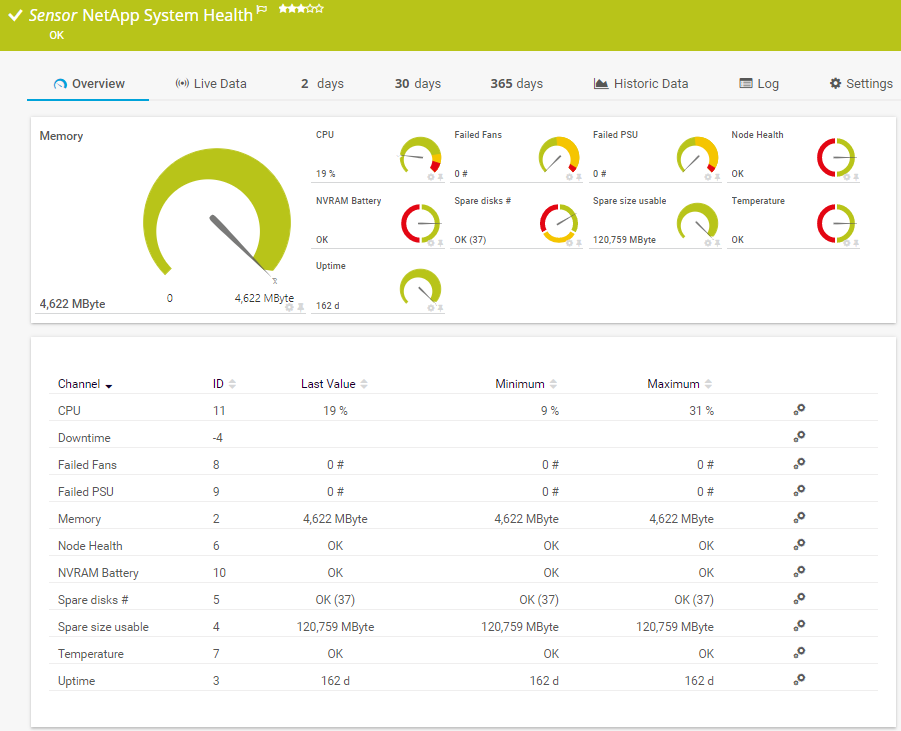 Sensor NetApp System Health
OK
Overview
Live Data
2 days
30 days
365 days
Historic Data
Log
Settings
Memory
0
4,622 MByte
x̄
4,622 MByte
CPU
19 %
Failed Fans
0 #
Failed PSU
0 #
Node Health
OK
NVRAM Battery
OK
Spare disks #
OK (37)
Spare size usable
120,759 MByte
Temperature
OK
Uptime
162 d
Channel ID Last Value Minimum Maximum
CPU 11 19 % 9 % 31 %
Downtime -4
Failed Fans 8 0 # 0 # 0 #
Failed PSU 9 0 # 0 # 0 #
Memory 2 4,622 MByte 4,622 MByte 4,622 MByte
Node Health 6 OK OK OK
NVRAM Battery 10 OK OK OK
Spare disks # 5 OK (37) OK (37) OK (37)
Spare size usable 4 120,759 MByte 120,759 MByte 120,759 MByte
Temperature 7 OK OK OK
Uptime 3 162 d 162 d 162 d